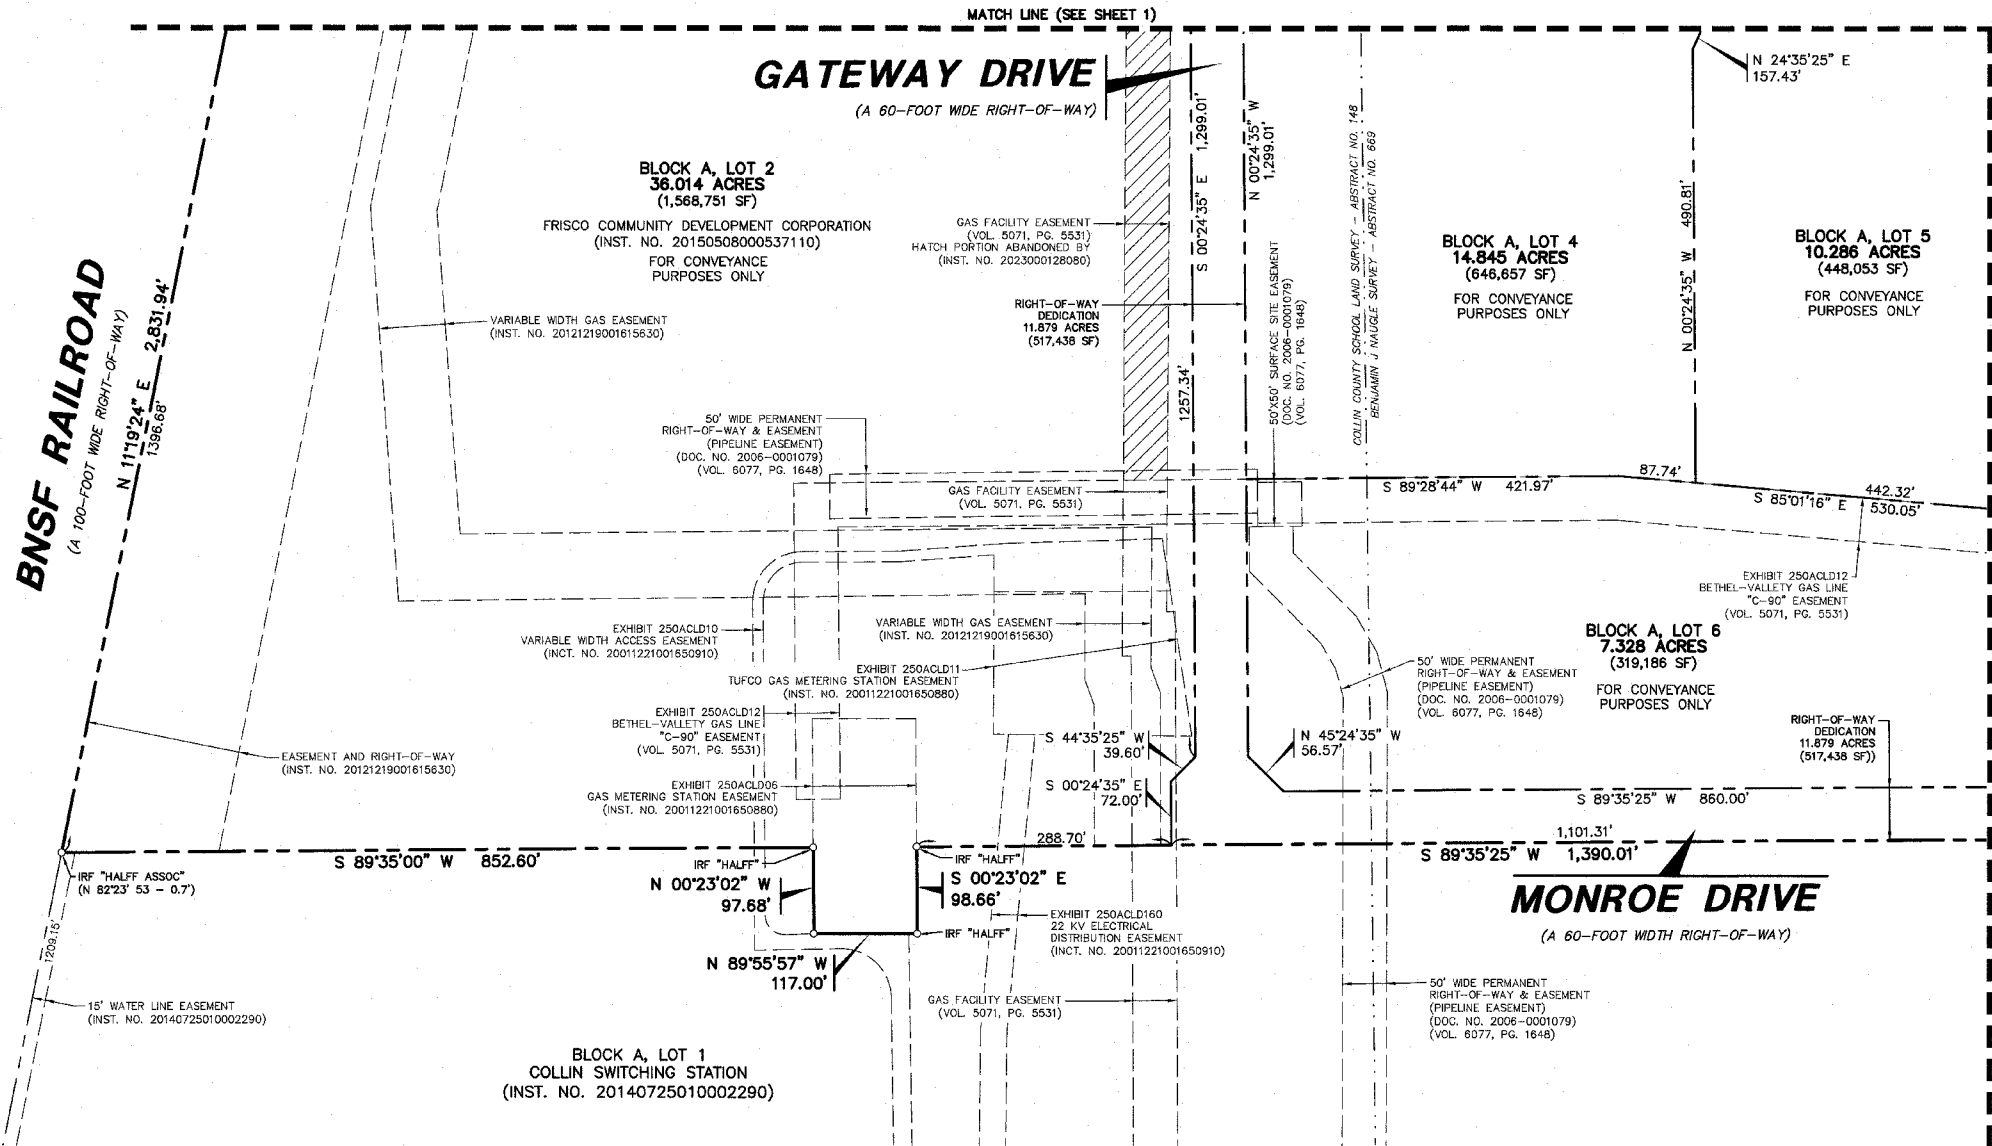 MATCH LINE (SEE SHEET 1)
GATEWAY DRIVE
(A 60-FOOT WIDE RIGHT-OF-WAY)
N 24°35'25" E
157.43'
BLOCK A, LOT 2
36.014 ACRES
(1,568,751 SF)
FRISCO COMMUNITY DEVELOPMENT CORPORATION
(INST. NO. 20150508000537110)
FOR CONVEYANCE
PURPOSES ONLY
GAS FACILITY EASEMENT
(VOL. 5071, PG. 5531)
HATCH PORTION ABANDONED BY
(INST. NO. 2023000128080)
S 00°24'35" E 1,299.01'
N 00°24'35" W
1,299.01'
COLLIN COUNTY SCHOOL LAND SURVEY - ABSTRACT NO. 148
BENJAMIN J NAUGLE SURVEY - ABSTRACT NO. 669
BLOCK A, LOT 4
14.845 ACRES
(646,657 SF)
FOR CONVEYANCE
PURPOSES ONLY
N 00°24'35" W 490.81'
BLOCK A, LOT 5
10.286 ACRES
(448,053 SF)
FOR CONVEYANCE
PURPOSES ONLY
BNSF RAILROAD
(A 100-FOOT WIDE RIGHT-OF-WAY)
N 11°19'24" E 2,831.94'
1396.68'
VARIABLE WIDTH GAS EASEMENT
(INST. NO. 20121219001615630)
RIGHT-OF-WAY
DEDICATION
11.879 ACRES
(517,438 SF)
50'X50' SURFACE SITE EASEMENT
(DOC. NO. 2006-0001079)
(VOL. 6077, PG. 1648)
1257.34'
50' WIDE PERMANENT
RIGHT-OF-WAY & EASEMENT
(PIPELINE EASEMENT)
(DOC. NO. 2006-0001079)
(VOL. 6077, PG. 1648)
GAS FACILITY EASEMENT
(VOL. 5071, PG. 5531)
S 89°28'44" W 421.97'
87.74'
S 85°01'16" E
442.32'
530.05'
EXHIBIT 250ACLD12
BETHEL-VALLETY GAS LINE
"C-90" EASEMENT
(VOL. 5071, PG. 5531)
EXHIBIT 250ACLD10
VARIABLE WIDTH ACCESS EASEMENT
(INCT. NO. 20011221001650910)
VARIABLE WIDTH GAS EASEMENT
(INST. NO. 20121219001615630)
BLOCK A, LOT 6
7.328 ACRES
(319,186 SF)
FOR CONVEYANCE
PURPOSES ONLY
EXHIBIT 250ACLD11
TUFCO GAS METERING STATION EASEMENT
(INST. NO. 20011221001650880)
50' WIDE PERMANENT
RIGHT-OF-WAY & EASEMENT
(PIPELINE EASEMENT)
(DOC. NO. 2006-0001079)
(VOL. 6077, PG. 1648)
EXHIBIT 250ACLD12
BETHEL-VALLETY GAS LINE
"C-90" EASEMENT
(VOL. 5071, PG. 5531)
S 44°35'25" W
39.60'
N 45°24'35" W
56.57'
RIGHT-OF-WAY
DEDICATION
11.879 ACRES
(517,438 SF))
EASEMENT AND RIGHT-OF-WAY
(INST. NO. 20121219001615630)
EXHIBIT 250ACLD06
GAS METERING STATION EASEMENT
(INST. NO. 20011221001650880)
S 00°24'35" E
72.00'
S 89°35'25" W 860.00'
288.70'
1,101.31'
S 89°35'25" W 1,390.01'
S 89°35'00" W 852.60'
IRF "HALFF"
IRF "HALFF"
IRF "HALFF ASSOC"
(N 82°23' 53 - 0.7')
N 00°23'02" W
97.68'
S 00°23'02" E
98.66'
MONROE DRIVE
(A 60-FOOT WIDTH RIGHT-OF-WAY)
IRF "HALFF"
EXHIBIT 250ACLD160
22 KV ELECTRICAL
DISTRIBUTION EASEMENT
(INCT. NO. 20011221001650910)
1209.15'
N 89°55'57" W
117.00'
15' WATER LINE EASEMENT
(INST. NO. 20140725010002290)
GAS FACILITY EASEMENT
(VOL. 5071, PG. 5531)
50' WIDE PERMANENT
RIGHT-OF-WAY & EASEMENT
(PIPELINE EASEMENT)
(DOC. NO. 2006-0001079)
(VOL. 6077, PG. 1648)
BLOCK A, LOT 1
COLLIN SWITCHING STATION
(INST. NO. 20140725010002290)